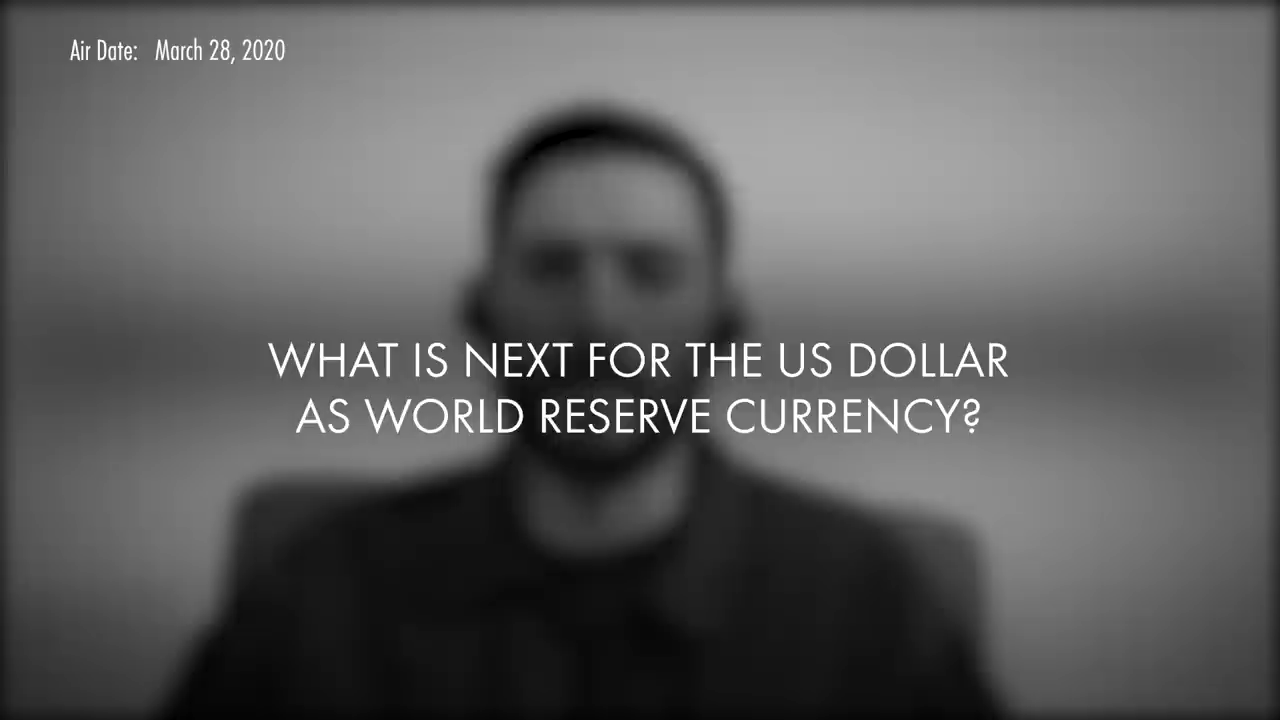 Air Date: March 28, 2020
WHAT IS NEXT FOR THE US DOLLAR
AS WORLD RESERVE CURRENCY?